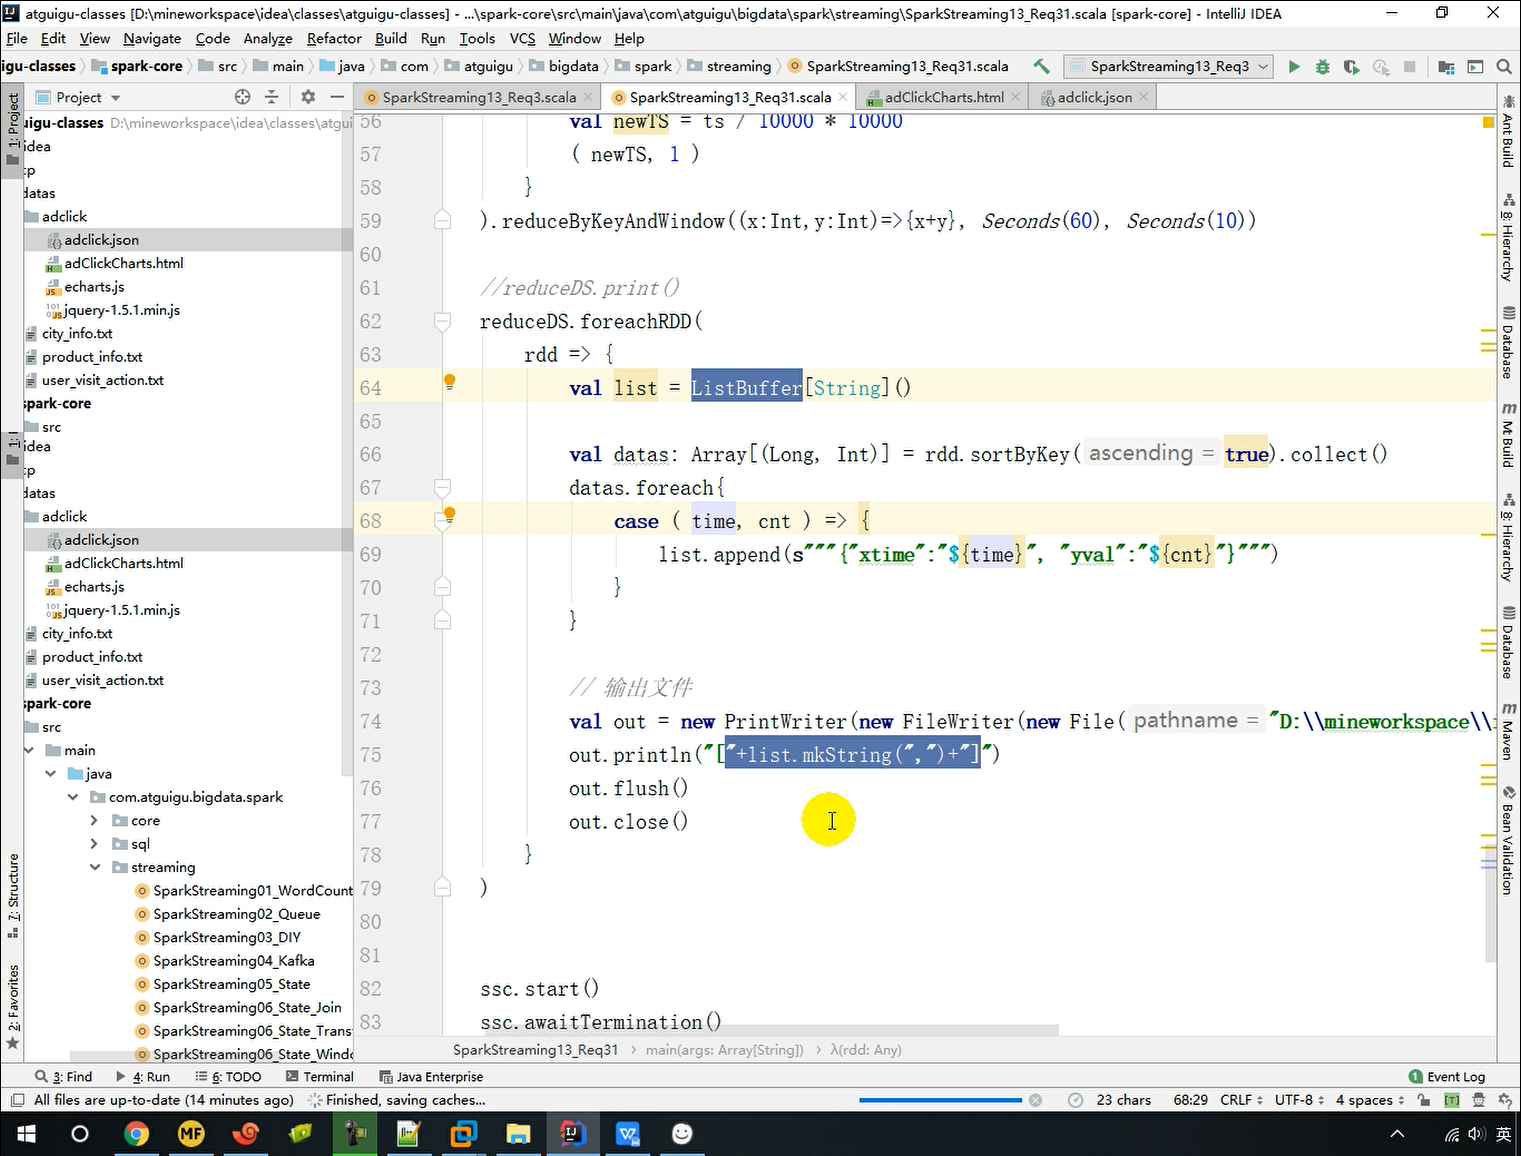 atguigu-classes [D:\mineworkspace\idea\classes\atguigu-classes] - ...\spark-core\src\main\java\com\atguigu\bigdata\spark\streaming\SparkStreaming13_Req31.scala [spark-core] - IntelliJ IDEA
File Edit View Navigate Code Analyze Refactor Build Run Tools VCS Window Help
igu-classes spark-core src main java com atguigu bigdata spark streaming SparkStreaming13_Req31.scala SparkStreaming13_Req3
Project SparkStreaming13_Req3.scala SparkStreaming13_Req31.scala adClickCharts.html adclick.json
1: Project
uigu-classes D:\mineworkspace\idea\classes\atgui
idea
cp
datas
adclick
adclick.json
adClickCharts.html
echarts.js
jquery-1.5.1.min.js
city_info.txt
product_info.txt
user_visit_action.txt
spark-core
src
idea
cp
datas
adclick
adclick.json
adClickCharts.html
echarts.js
jquery-1.5.1.min.js
city_info.txt
product_info.txt
user_visit_action.txt
spark-core
src
main
java
com.atguigu.bigdata.spark
core
sql
streaming
SparkStreaming01_WordCount
SparkStreaming02_Queue
SparkStreaming03_DIY
SparkStreaming04_Kafka
SparkStreaming05_State
SparkStreaming06_State_Join
SparkStreaming06_State_Trans
SparkStreaming06_State_Windo
7: Structure
2: Favorites
56 val newTS = ts / 10000 * 10000
57 ( newTS, 1 )
58 }
59 ).reduceByKeyAndWindow((x:Int,y:Int)=>{x+y}, Seconds(60), Seconds(10))
60
61 //reduceDS.print()
62 reduceDS.foreachRDD(
63 rdd => {
64 val list = ListBuffer[String]()
65
66 val datas: Array[(Long, Int)] = rdd.sortByKey( ascending = true).collect()
67 datas.foreach{
68 case ( time, cnt ) => {
69 list.append(s"""{"xtime":"${time}", "yval":"${cnt}"}""")
70 }
71 }
72
73 // 输出文件
74 val out = new PrintWriter(new FileWriter(new File( pathname = "D:\\mineworkspace\\i
75 out.println("["+list.mkString(",")+"]")
76 out.flush()
77 out.close()
78 }
79 )
80
81
82 ssc.start()
83 ssc.awaitTermination()
SparkStreaming13_Req31 main(args: Array[String]) λ(rdd: Any)
Ant Build
8: Hierarchy
Database
Mt Build
8: Hierarchy
Database
Maven
Bean Validation
3: Find 4: Run 6: TODO Terminal Java Enterprise 1 Event Log
All files are up-to-date (14 minutes ago) Finished, saving caches... 23 chars 68:29 CRLF UTF-8 4 spaces
MF 英